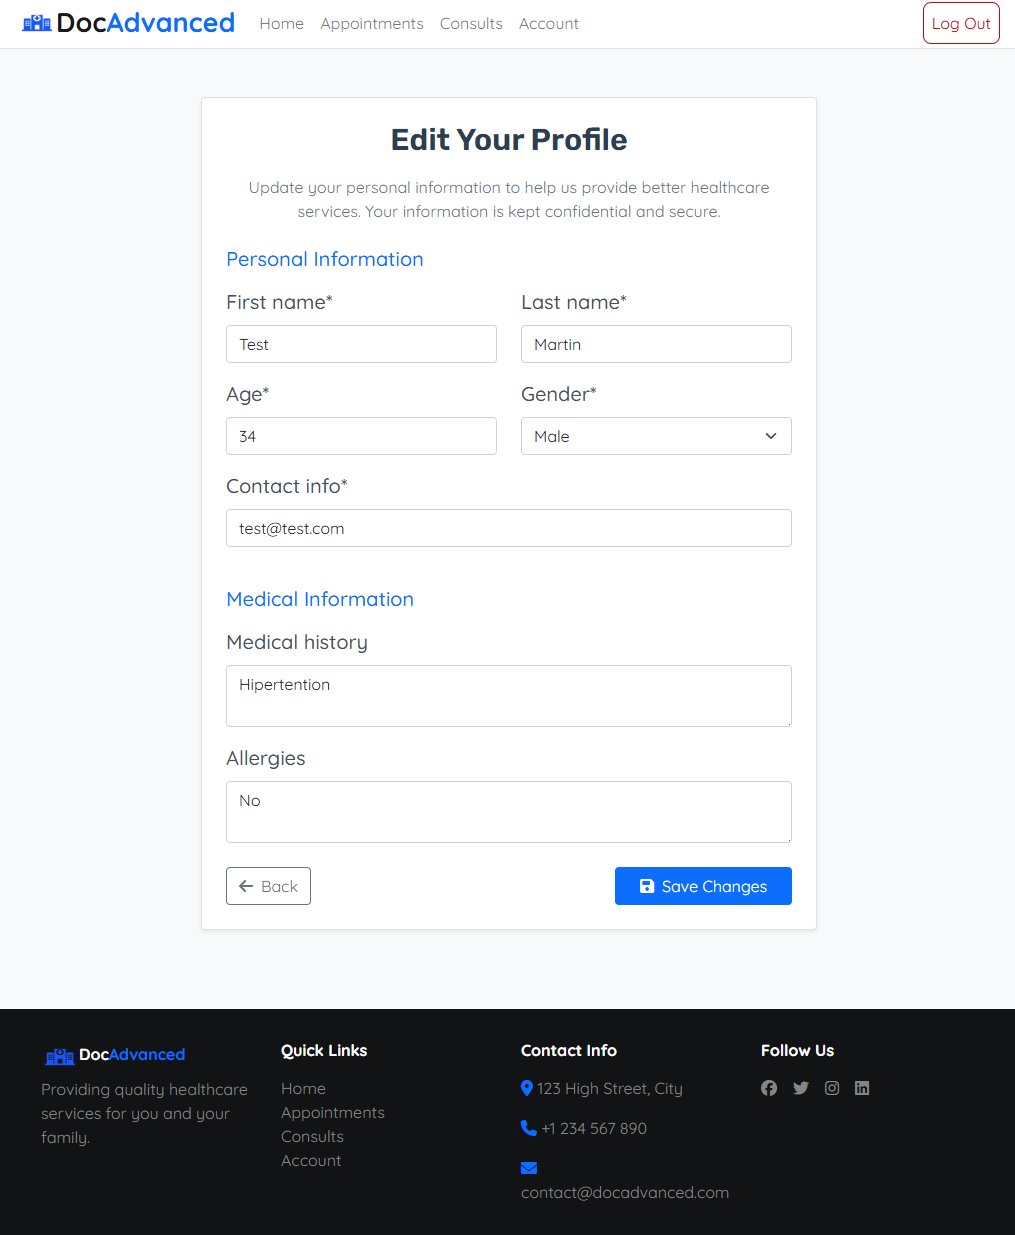 DocAdvanced Home Appointments Consults Account Log Out
Edit Your Profile
Update your personal information to help us provide better healthcare
services. Your information is kept confidential and secure.
Personal Information
First name* Last name*
Test Martin
Age* Gender*
34 Male
Contact info*
test@test.com
Medical Information
Medical history
Hipertention
Allergies
No
Back Save Changes
DocAdvanced
Providing quality healthcare
services for you and your
family.
Quick Links
Home
Appointments
Consults
Account
Contact Info
123 High Street, City
+1 234 567 890
contact@docadvanced.com
Follow Us